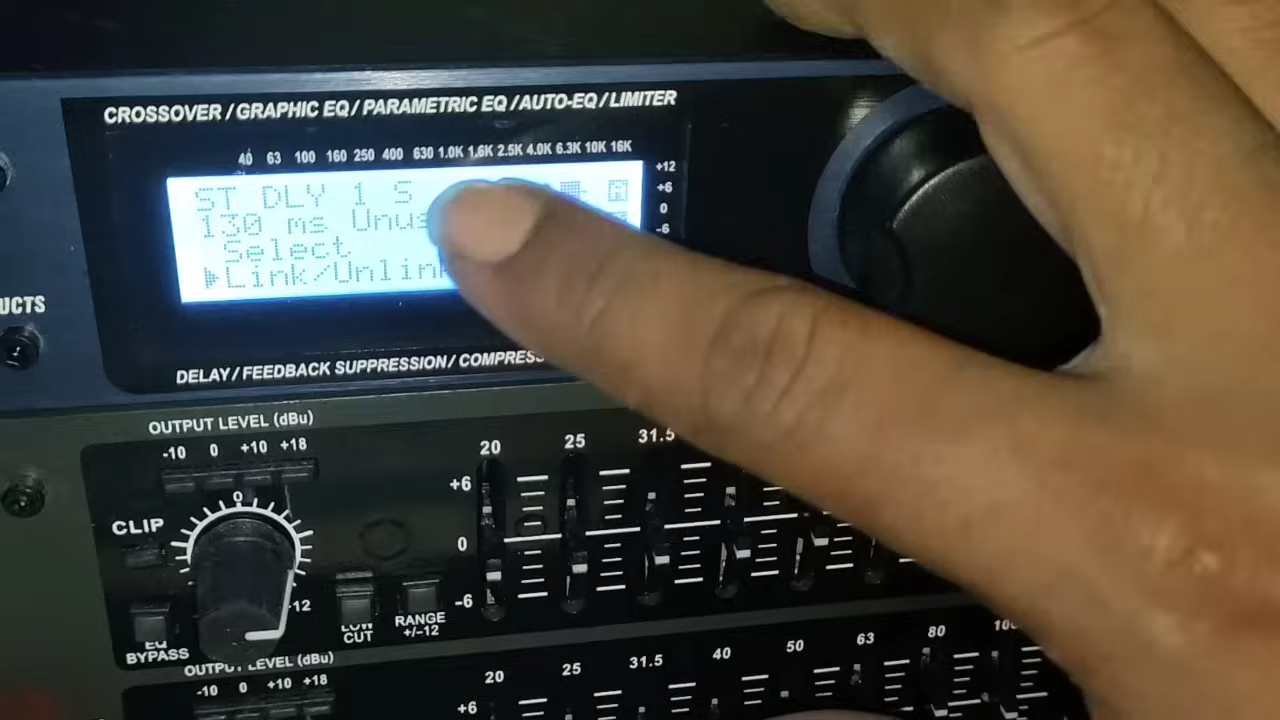 CROSSOVER / GRAPHIC EQ / PARAMETRIC EQ / AUTO-EQ / LIMITER
40 63 100 160 250 400 630 1.0K 1.6K 2.5K 4.0K 6.3K 10K 16K
+12
+6
0
-6
ST DLY 1 S
130 ms Unus
Select
Link/Unlink
UCTS
DELAY / FEEDBACK SUPPRESSION / COMPRESS
OUTPUT LEVEL (dBu)
-10 0 +10 +18
0
CLIP
-12
EQ
BYPASS
LOW
CUT
RANGE
+/-12
20 25 31.5
+6
0
-6
OUTPUT LEVEL (dBu)
-10 0 +10 +18
20 25 31.5 40 50 63 80 100
+6